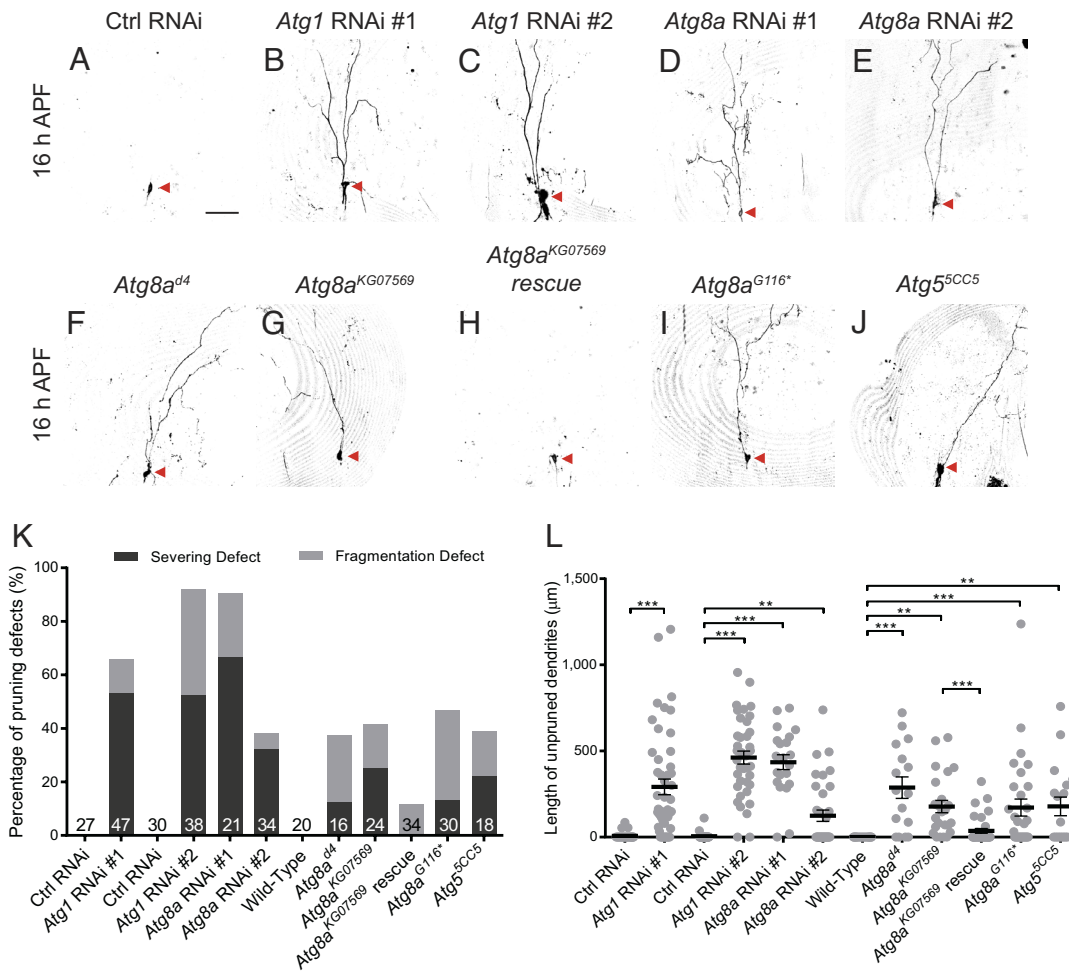 Ctrl RNAi
Atg1 RNAi #1
Atg1 RNAi #2
Atg8a RNAi #1
Atg8a RNAi #2
16 h APF
A
B
C
D
E
Atg8a^d4
Atg8a^KG07569
Atg8a^KG07569
rescue
Atg8a^G116*
Atg5^5CC5
16 h APF
F
G
H
I
J
K
Severing Defect
Fragmentation Defect
Percentage of pruning defects (%)
100
80
60
40
20
0
27
47
30
38
21
34
20
16
24
34
30
18
Ctrl RNAi
Atg1 RNAi #1
Ctrl RNAi
Atg1 RNAi #2
Atg8a RNAi #1
Atg8a RNAi #2
Wild-Type
Atg8a^d4
Atg8a^KG07569
Atg8a^KG07569 rescue
Atg8a^G116*
Atg5^5CC5
L
Length of unpruned dendrites (μm)
1,500
1,000
500
0
***
**
***
***
**
***
**
***
***
Ctrl RNAi
Atg1 RNAi #1
Ctrl RNAi
Atg1 RNAi #2
Atg8a RNAi #1
Atg8a RNAi #2
Wild-Type
Atg8a^d4
Atg8a^KG07569
Atg8a^KG07569 rescue
Atg8a^G116*
Atg5^5CC5